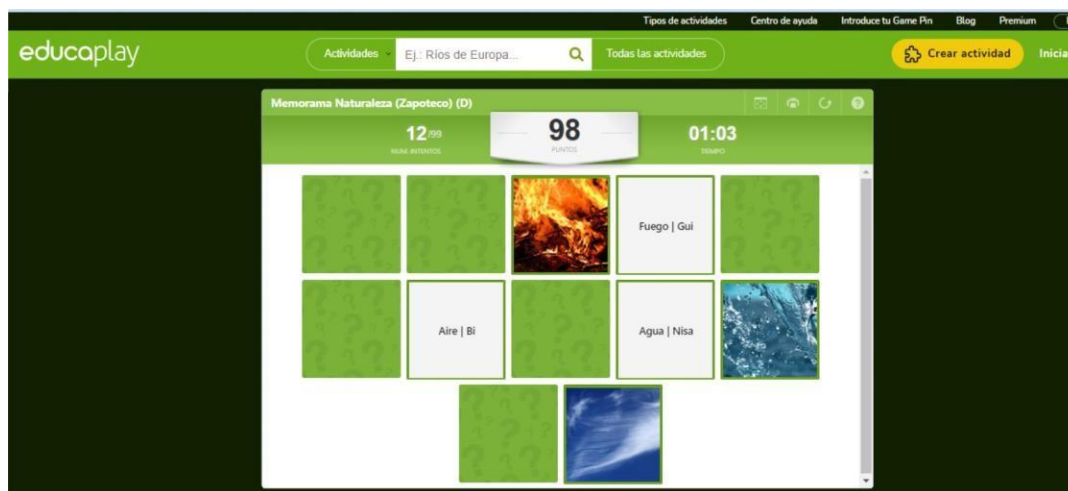 Tipos de actividades Centro de ayuda Introduce tu Game Pin Blog Premium
educaplay Actividades Ej.: Ríos de Europa... Todas las actividades Crear actividad Inicia
Memorama Naturaleza (Zapoteco) (D)
12/99 98 01:03
NUM. INTENTOS PUNTOS TIEMPO
Fuego | Gui
Aire | Bi Agua | Nisa